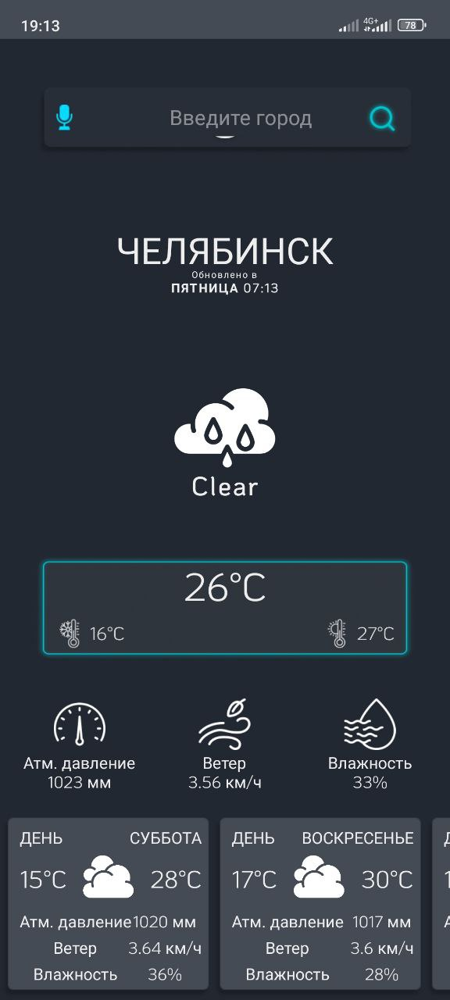 19:13
4G+
78
Введите город
ЧЕЛЯБИНСК
Обновлено в
ПЯТНИЦА 07:13
Clear
26°C
16°C 27°C
Атм. давление Ветер Влажность
1023 мм 3.56 км/ч 33%
ДЕНЬ СУББОТА
15°C 28°C
Атм. давление 1020 мм
Ветер 3.64 км/ч
Влажность 36%
ДЕНЬ ВОСКРЕСЕНЬЕ
17°C 30°C
Атм. давление 1017 мм
Ветер 3.6 км/ч
Влажность 28%